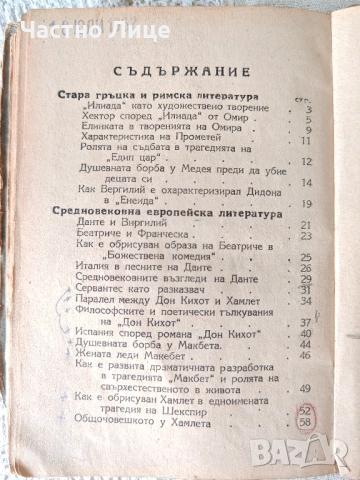 Частно Лице
СЪДЪРЖАНИЕ
Стара гръцка и римска литература стр.
„Илиада" като художествено творение . . 3
Хектор според „Илиада" от Омир . . . . 5
Елинката в творенията на Омира . . . . 9
Характеристика на Прометей . . . . . 11
Ролята на съдбата в трагедията на
„Едип цар" . . . . . . . . 12
Душевната борба у Медея преди да убие
децата си . . . . . . . . 14
Как Вергилий е охарактеризирал Дидона
в „Енеида" . . . . . . . . 19
Средновековна европейска литература
Данте и Виргилий . . . . . . . 21
Беатриче и Франческа . . . . . . 23
Как е обрисуван образа на Беатриче в
„Божествена комедия" . . . . . 25
Италия в песните на Данте . . . . . 26
Средновековните възгледи на Данте . . 29
Сервантес като разказвач . . . . . 31
Паралел между Дон Кихот и Хамлет . . 34
Философските и поетически тълкувания
на „Дон Кихот" . . . . . . . 37
Испания според романа „Дон Кихот" . . 40
Душевната борба у Макбета . . . . . 44
Жената леди Макебет . . . . . . 46
Как е развита драматичната разработка
в трагедията „Макбет" и ролята на
свръхестественото в живота . . . . 49
Как е обрисуван Хамлет в едноимената
трагедия на Шекспир . . . . . 52
Общочовешкото у Хамлета . . . . . 58
BAZAR